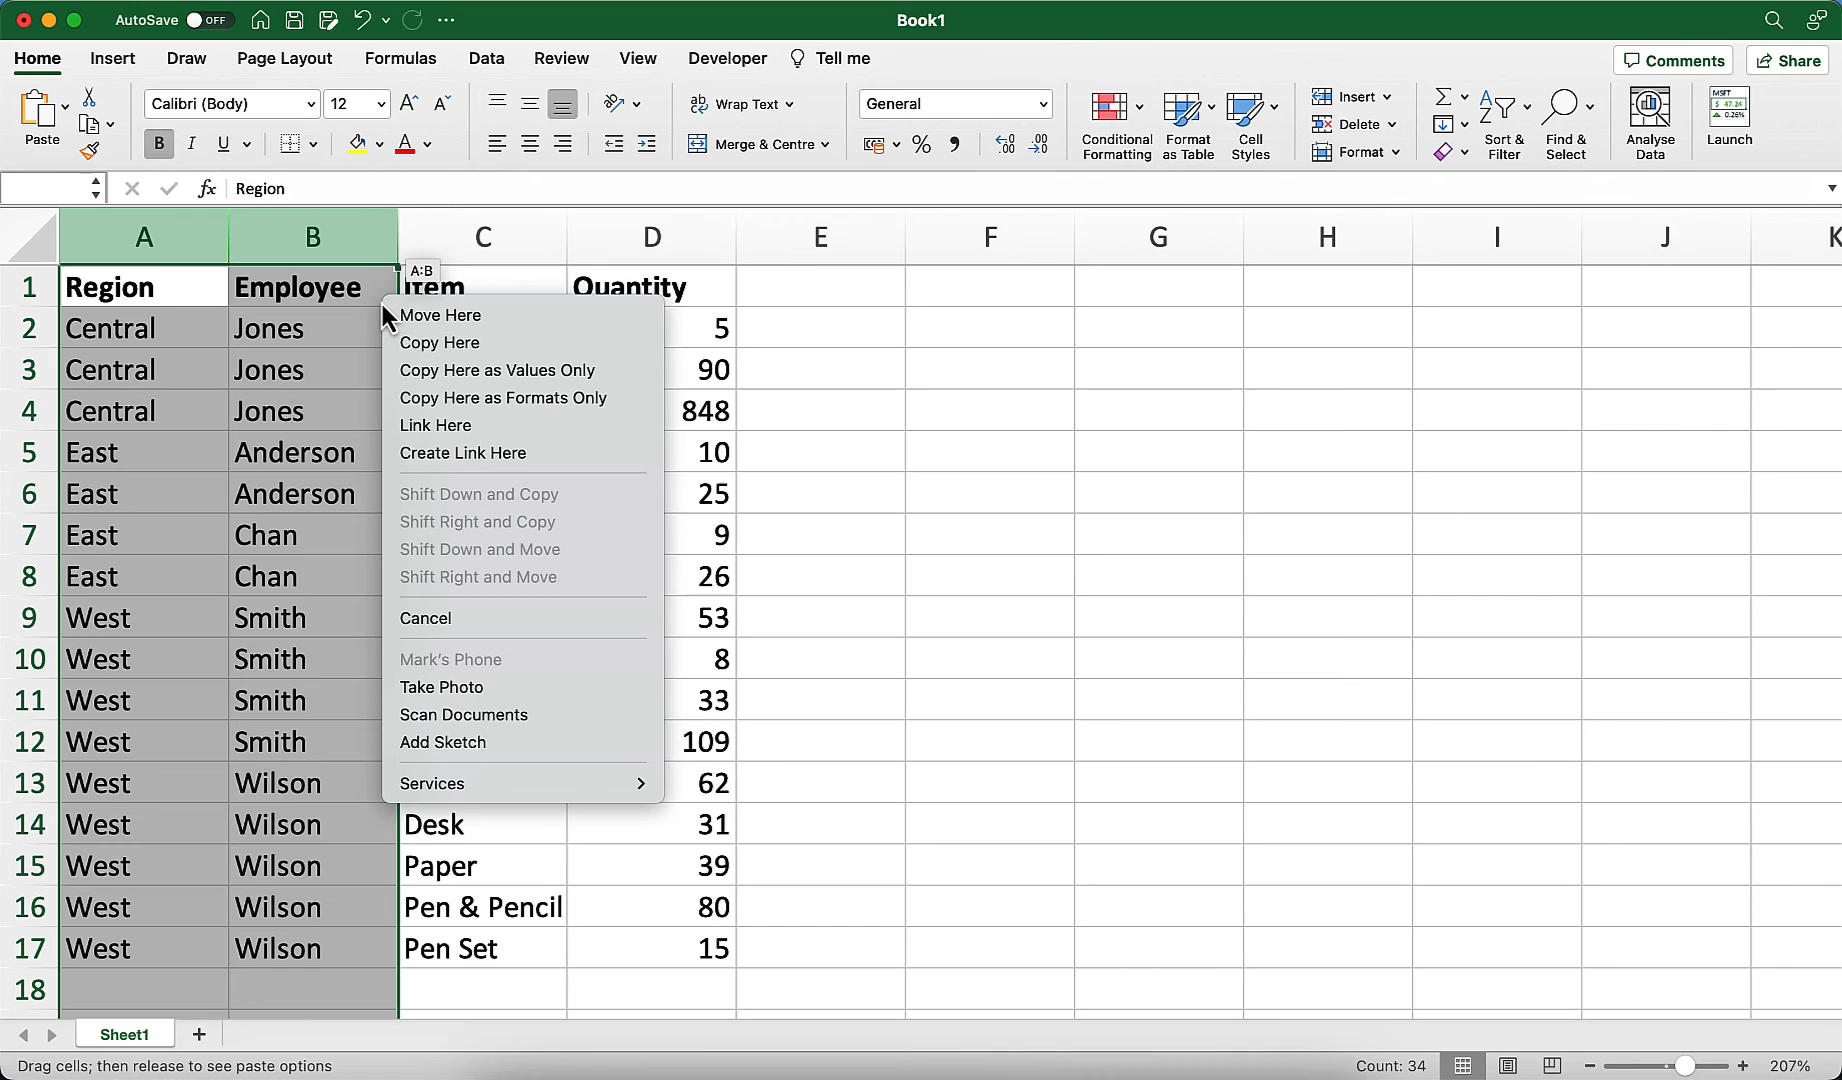 AutoSave OFF Book1
Home Insert Draw Page Layout Formulas Data Review View Developer Tell me Comments Share
Paste Calibri (Body) 12 A^ A B I U A ab Wrap Text Merge & Centre General % , Conditional Formatting Format as Table Cell Styles Insert Delete Format Sort & Filter Find & Select Analyse Data MSFT $ 47.24 0.26% Launch
fx Region
A B C D E F G H I J K
A:B
1 Region Employee Item Quantity
2 Central Jones 5
3 Central Jones 90
4 Central Jones 848
5 East Anderson 10
6 East Anderson 25
7 East Chan 9
8 East Chan 26
9 West Smith 53
10 West Smith 8
11 West Smith 33
12 West Smith 109
13 West Wilson 62
14 West Wilson Desk 31
15 West Wilson Paper 39
16 West Wilson Pen & Pencil 80
17 West Wilson Pen Set 15
18
Move Here
Copy Here
Copy Here as Values Only
Copy Here as Formats Only
Link Here
Create Link Here
Shift Down and Copy
Shift Right and Copy
Shift Down and Move
Shift Right and Move
Cancel
Mark's Phone
Take Photo
Scan Documents
Add Sketch
Services
Sheet1 +
Drag cells; then release to see paste options Count: 34 207%